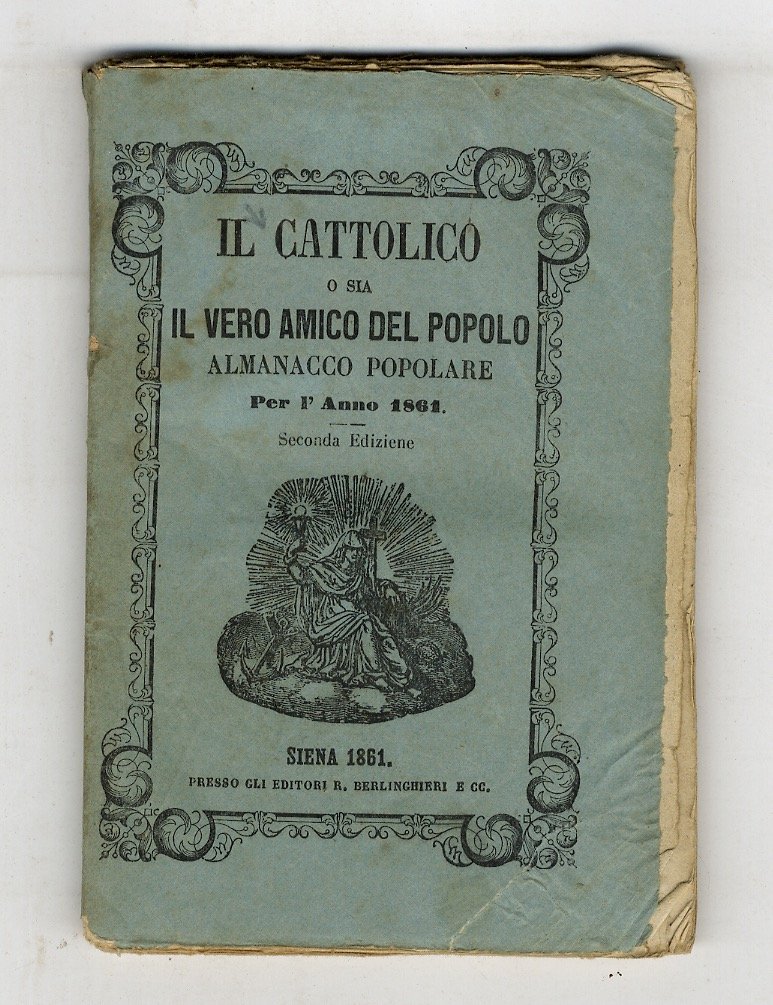 IL CATTOLICO
O SIA
IL VERO AMICO DEL POPOLO
ALMANACCO POPOLARE
Per l' Anno 1861.
Seconda Ediziene
SIENA 1861.
PRESSO GLI EDITORI R. BERLINGHIERI E CC.